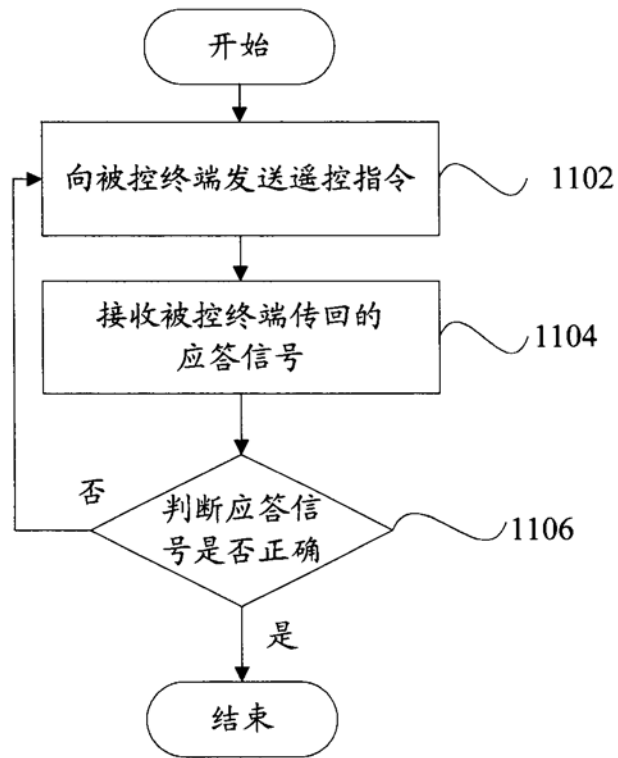 开始
向被控终端发送遥控指令
1102
接收被控终端传回的
应答信号
1104
否
判断应答信
号是否正确
1106
是
结束